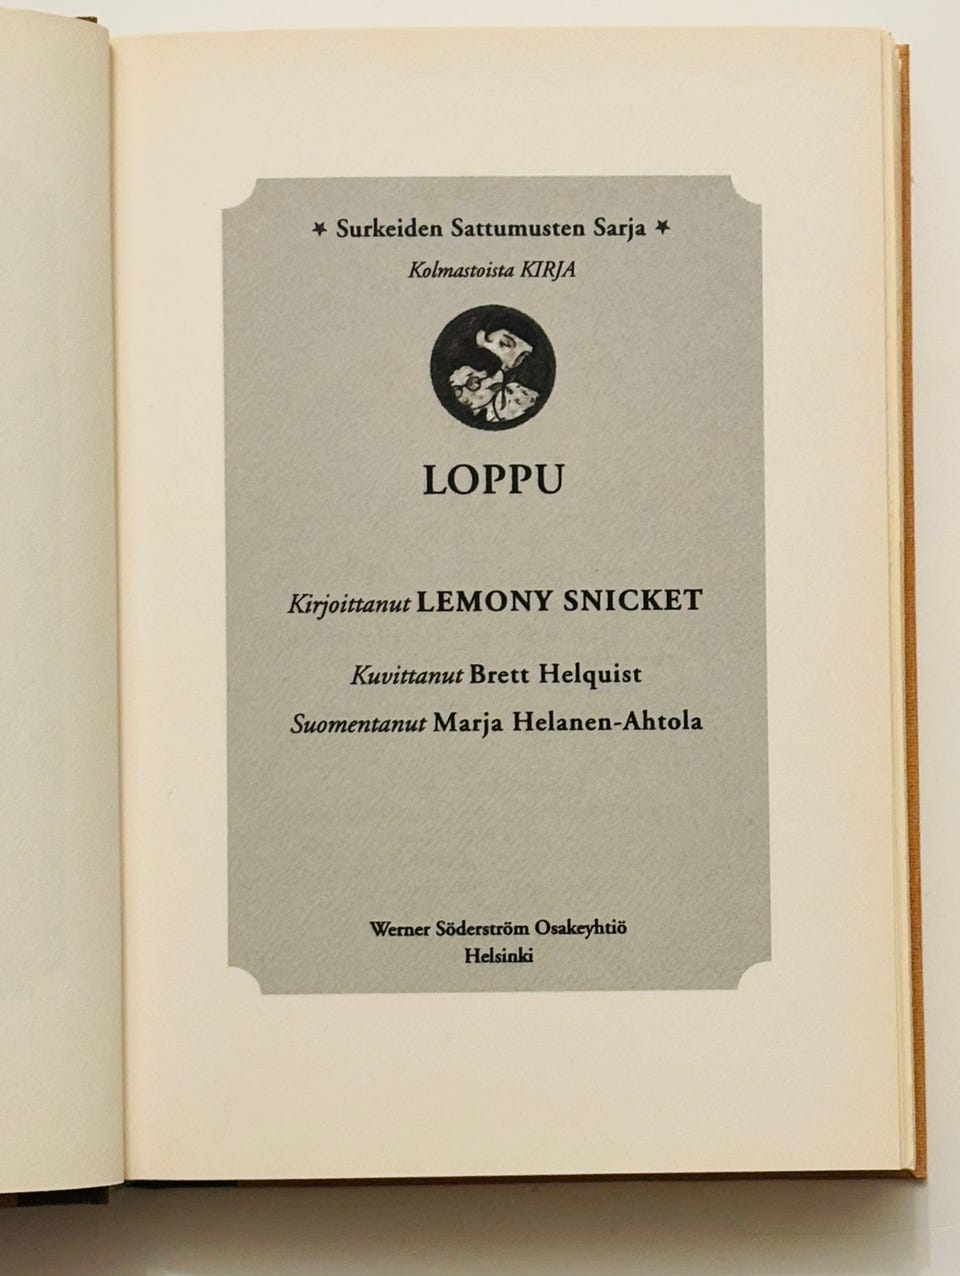 ★ Surkeiden Sattumusten Sarja ★
Kolmastoista KIRJA
LOPPU
Kirjoittanut LEMONY SNICKET
Kuvittanut Brett Helquist
Suomentanut Marja Helanen-Ahtola
Werner Söderström Osakeyhtiö
Helsinki